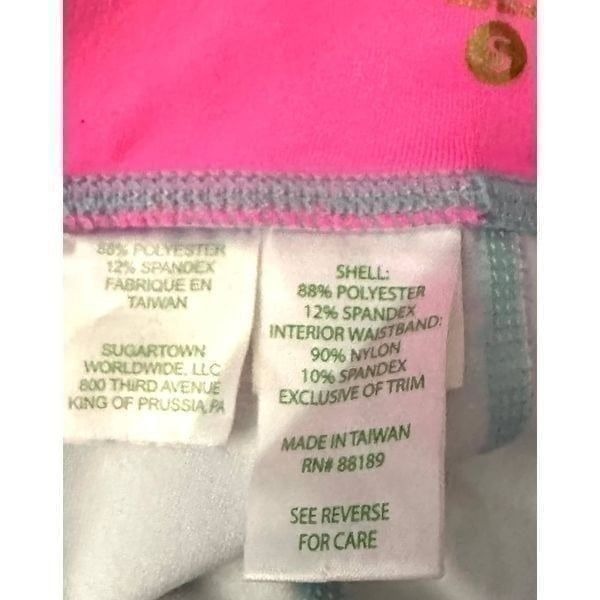 S
88% POLYESTER
12% SPANDEX
FABRIQUE EN
TAIWAN
SUGARTOWN
WORLDWIDE, LLC
800 THIRD AVENUE
KING OF PRUSSIA, PA
SHELL:
88% POLYESTER
12% SPANDEX
INTERIOR WAISTBAND:
90% NYLON
10% SPANDEX
EXCLUSIVE OF TRIM
MADE IN TAIWAN
RN# 88189
SEE REVERSE
FOR CARE